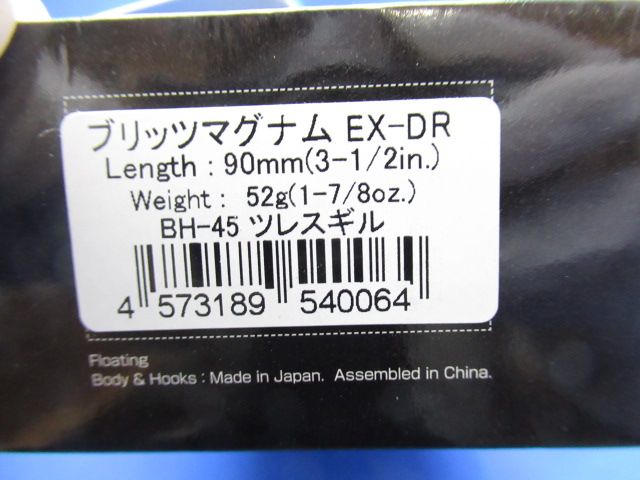 ブリッツマグナム EX-DR
Length : 90mm(3-1/2in.)
Weight : 52g(1-7/8oz.)
BH-45 ツレスギル
4 573189 540064
Floating
Body & Hooks : Made in Japan. Assembled in China.